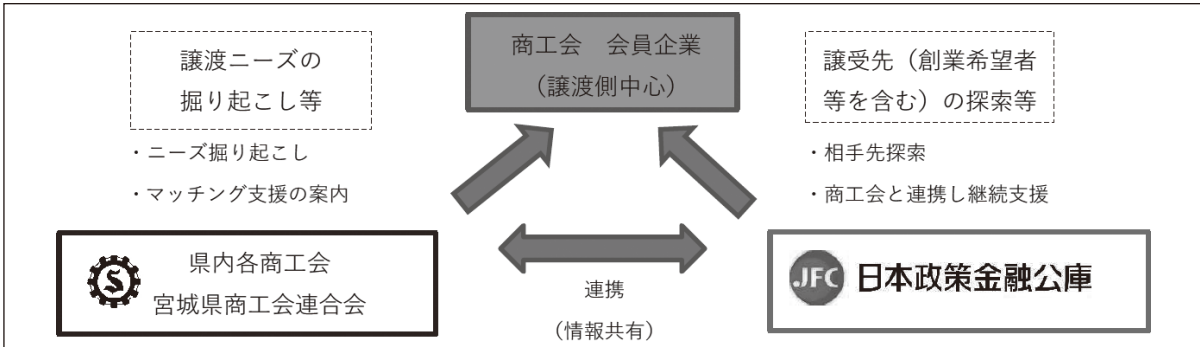 譲渡ニーズの
掘り起こし等
・ニーズ掘り起こし
・マッチング支援の案内
商工会　会員企業
（譲渡側中心）
譲受先（創業希望者
等を含む）の探索等
・相手先探索
・商工会と連携し継続支援
S
県内各商工会
宮城県商工会連合会
連携
（情報共有）
JFC 日本政策金融公庫